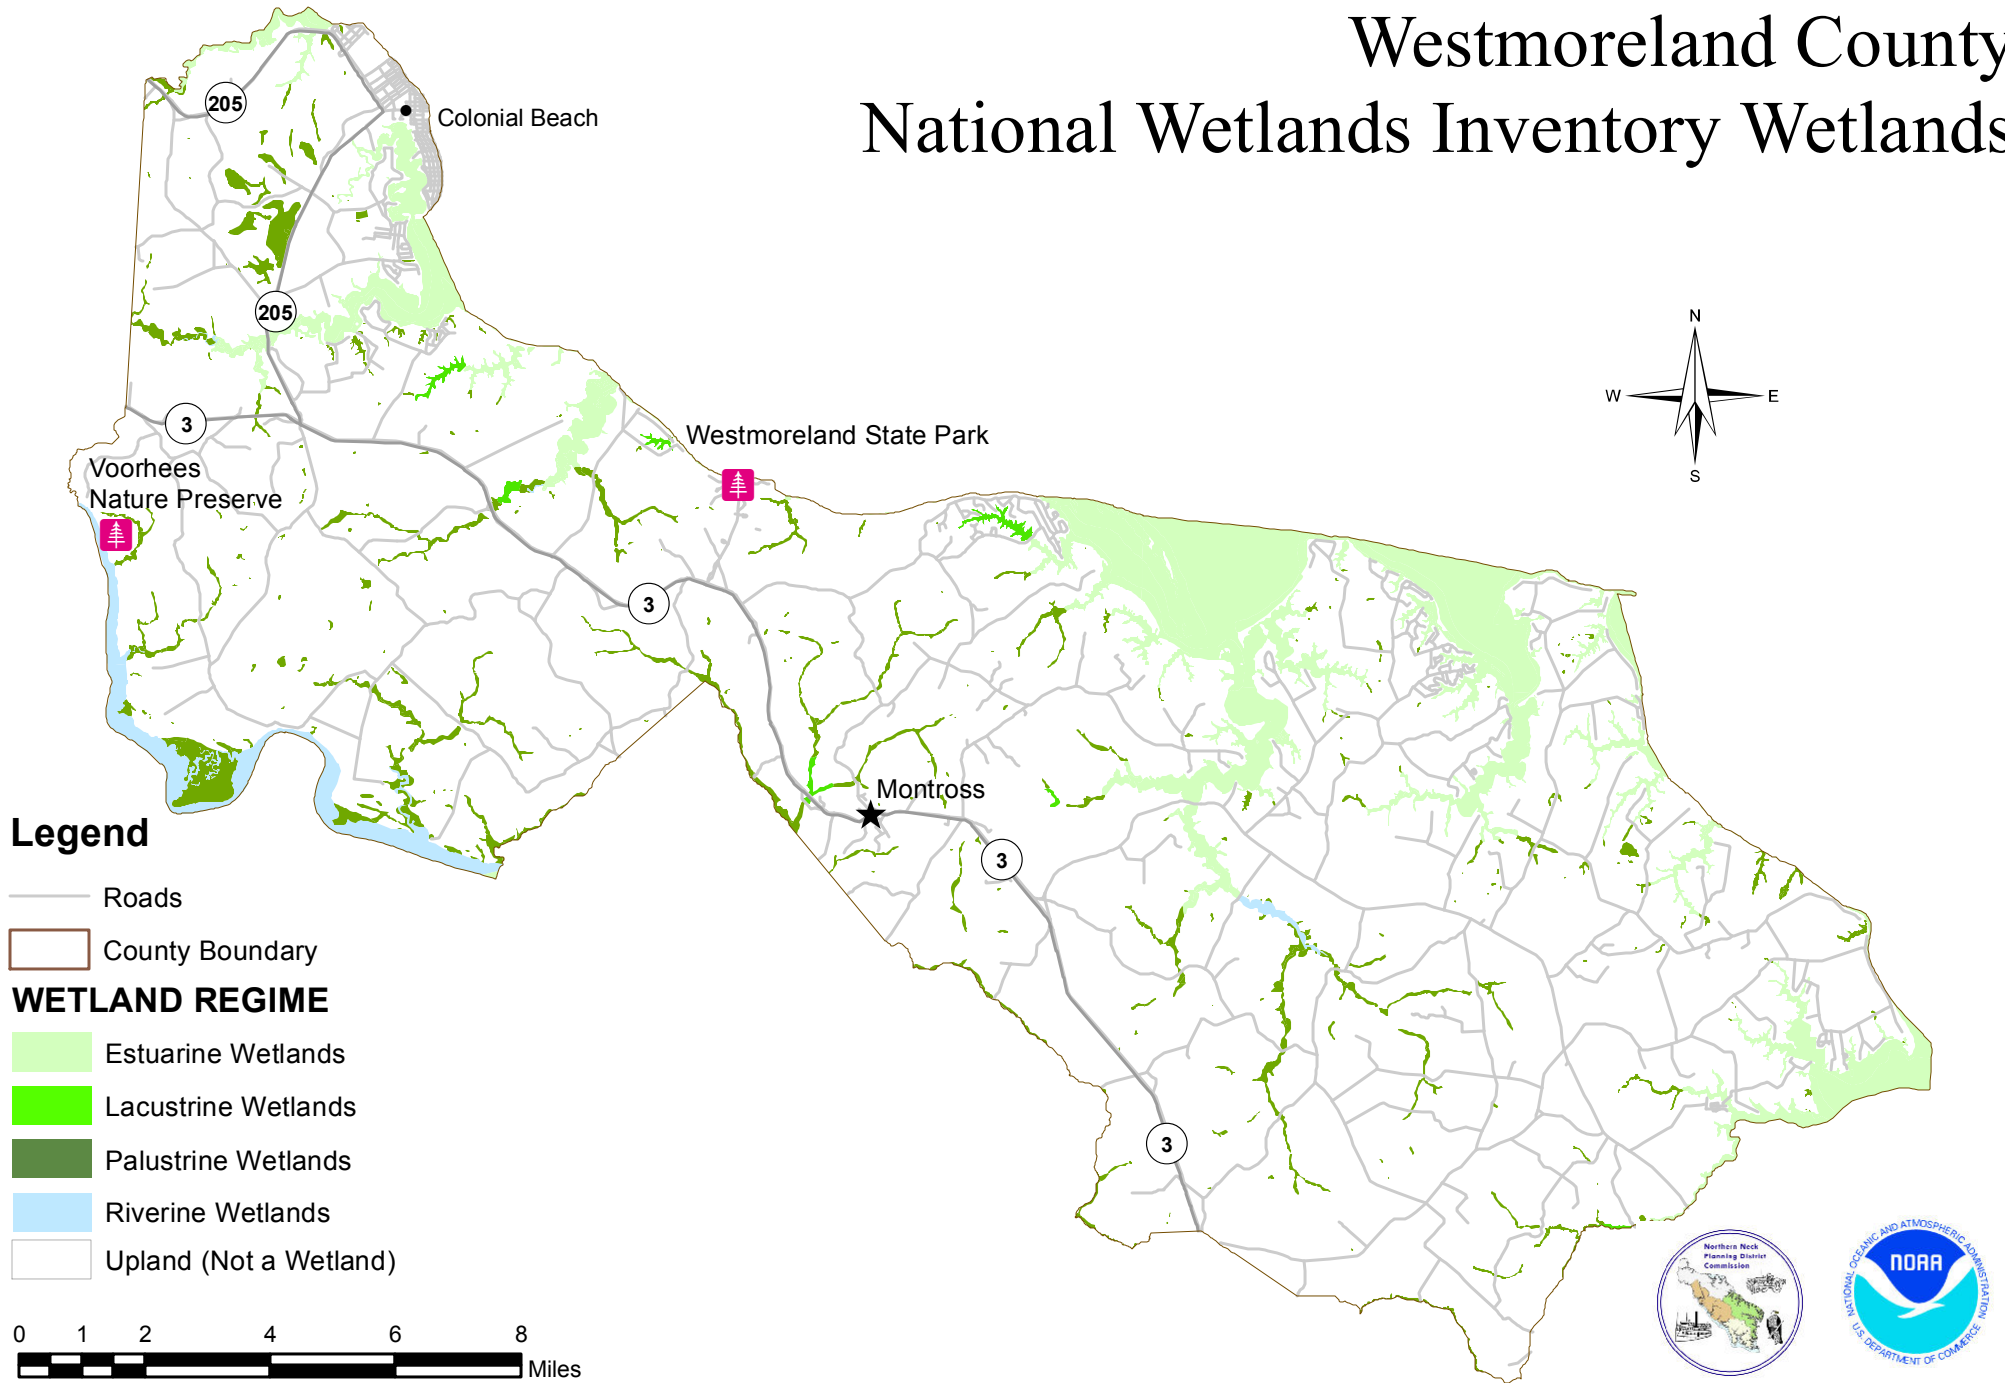 Westmoreland County
National Wetlands Inventory Wetlands
205
Colonial Beach
205
N
W
E
S
3
Westmoreland State Park
Voorhees
Nature Preserve
3
Montross
3
3
Legend
Roads
County Boundary
WETLAND REGIME
Estuarine Wetlands
Lacustrine Wetlands
Palustrine Wetlands
Riverine Wetlands
Upland (Not a Wetland)
0 1 2 4 6 8
Miles
Northern Neck
Planning District
Commission
NATIONAL OCEANIC AND ATMOSPHERIC ADMINISTRATION
NOAA
U.S. DEPARTMENT OF COMMERCE